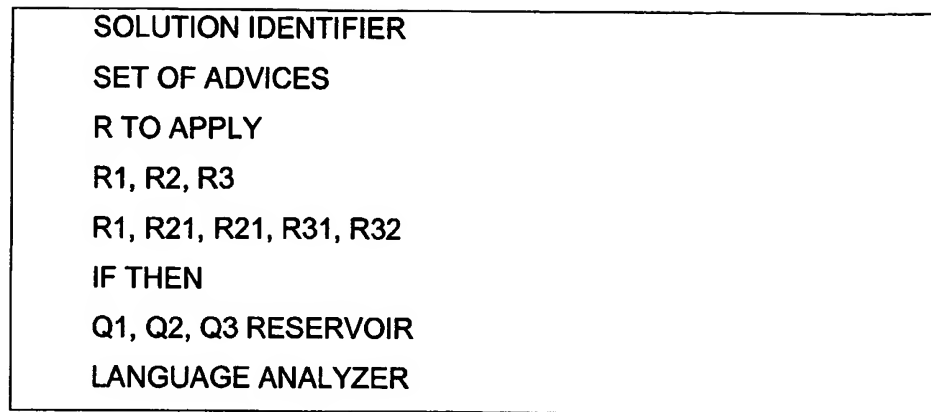 SOLUTION IDENTIFIER
SET OF ADVICES
R TO APPLY
R1, R2, R3
R1, R21, R21, R31, R32
IF THEN
Q1, Q2, Q3 RESERVOIR
LANGUAGE ANALYZER